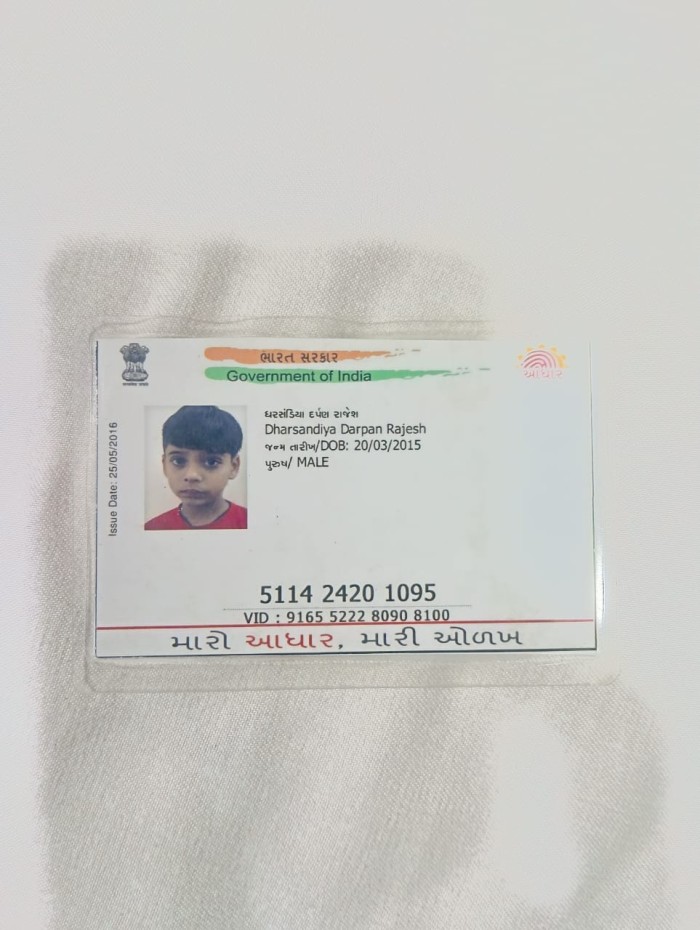 ભારત સરકાર
Government of India
આધાર
Issue Date: 25/05/2016
ધરસંડિયા દર્પણ રાજેશ
Dharsandiya Darpan Rajesh
જન્મ તારીખ/DOB: 20/03/2015
પુરુષ/ MALE
5114 2420 1095
VID : 9165 5222 8090 8100
મારો આધાર, મારી ઓળખ